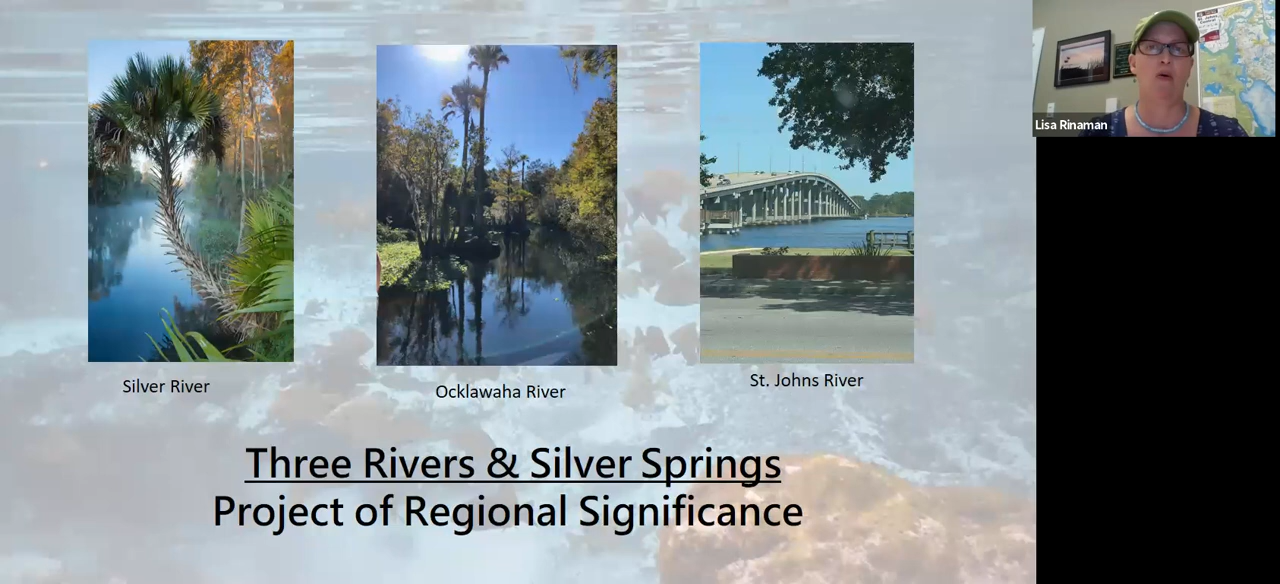 Lisa Rinaman
Silver River
Ocklawaha River
St. Johns River
Three Rivers & Silver Springs
Project of Regional Significance